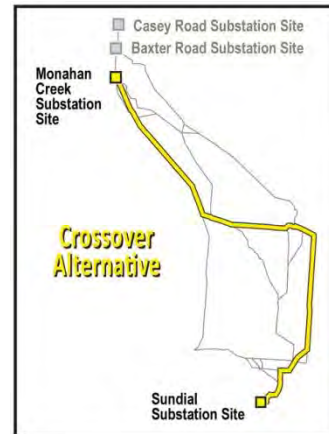 Casey Road Substation Site
Baxter Road Substation Site
Monahan
Creek
Substation
Site
Crossover
Alternative
Sundial
Substation Site